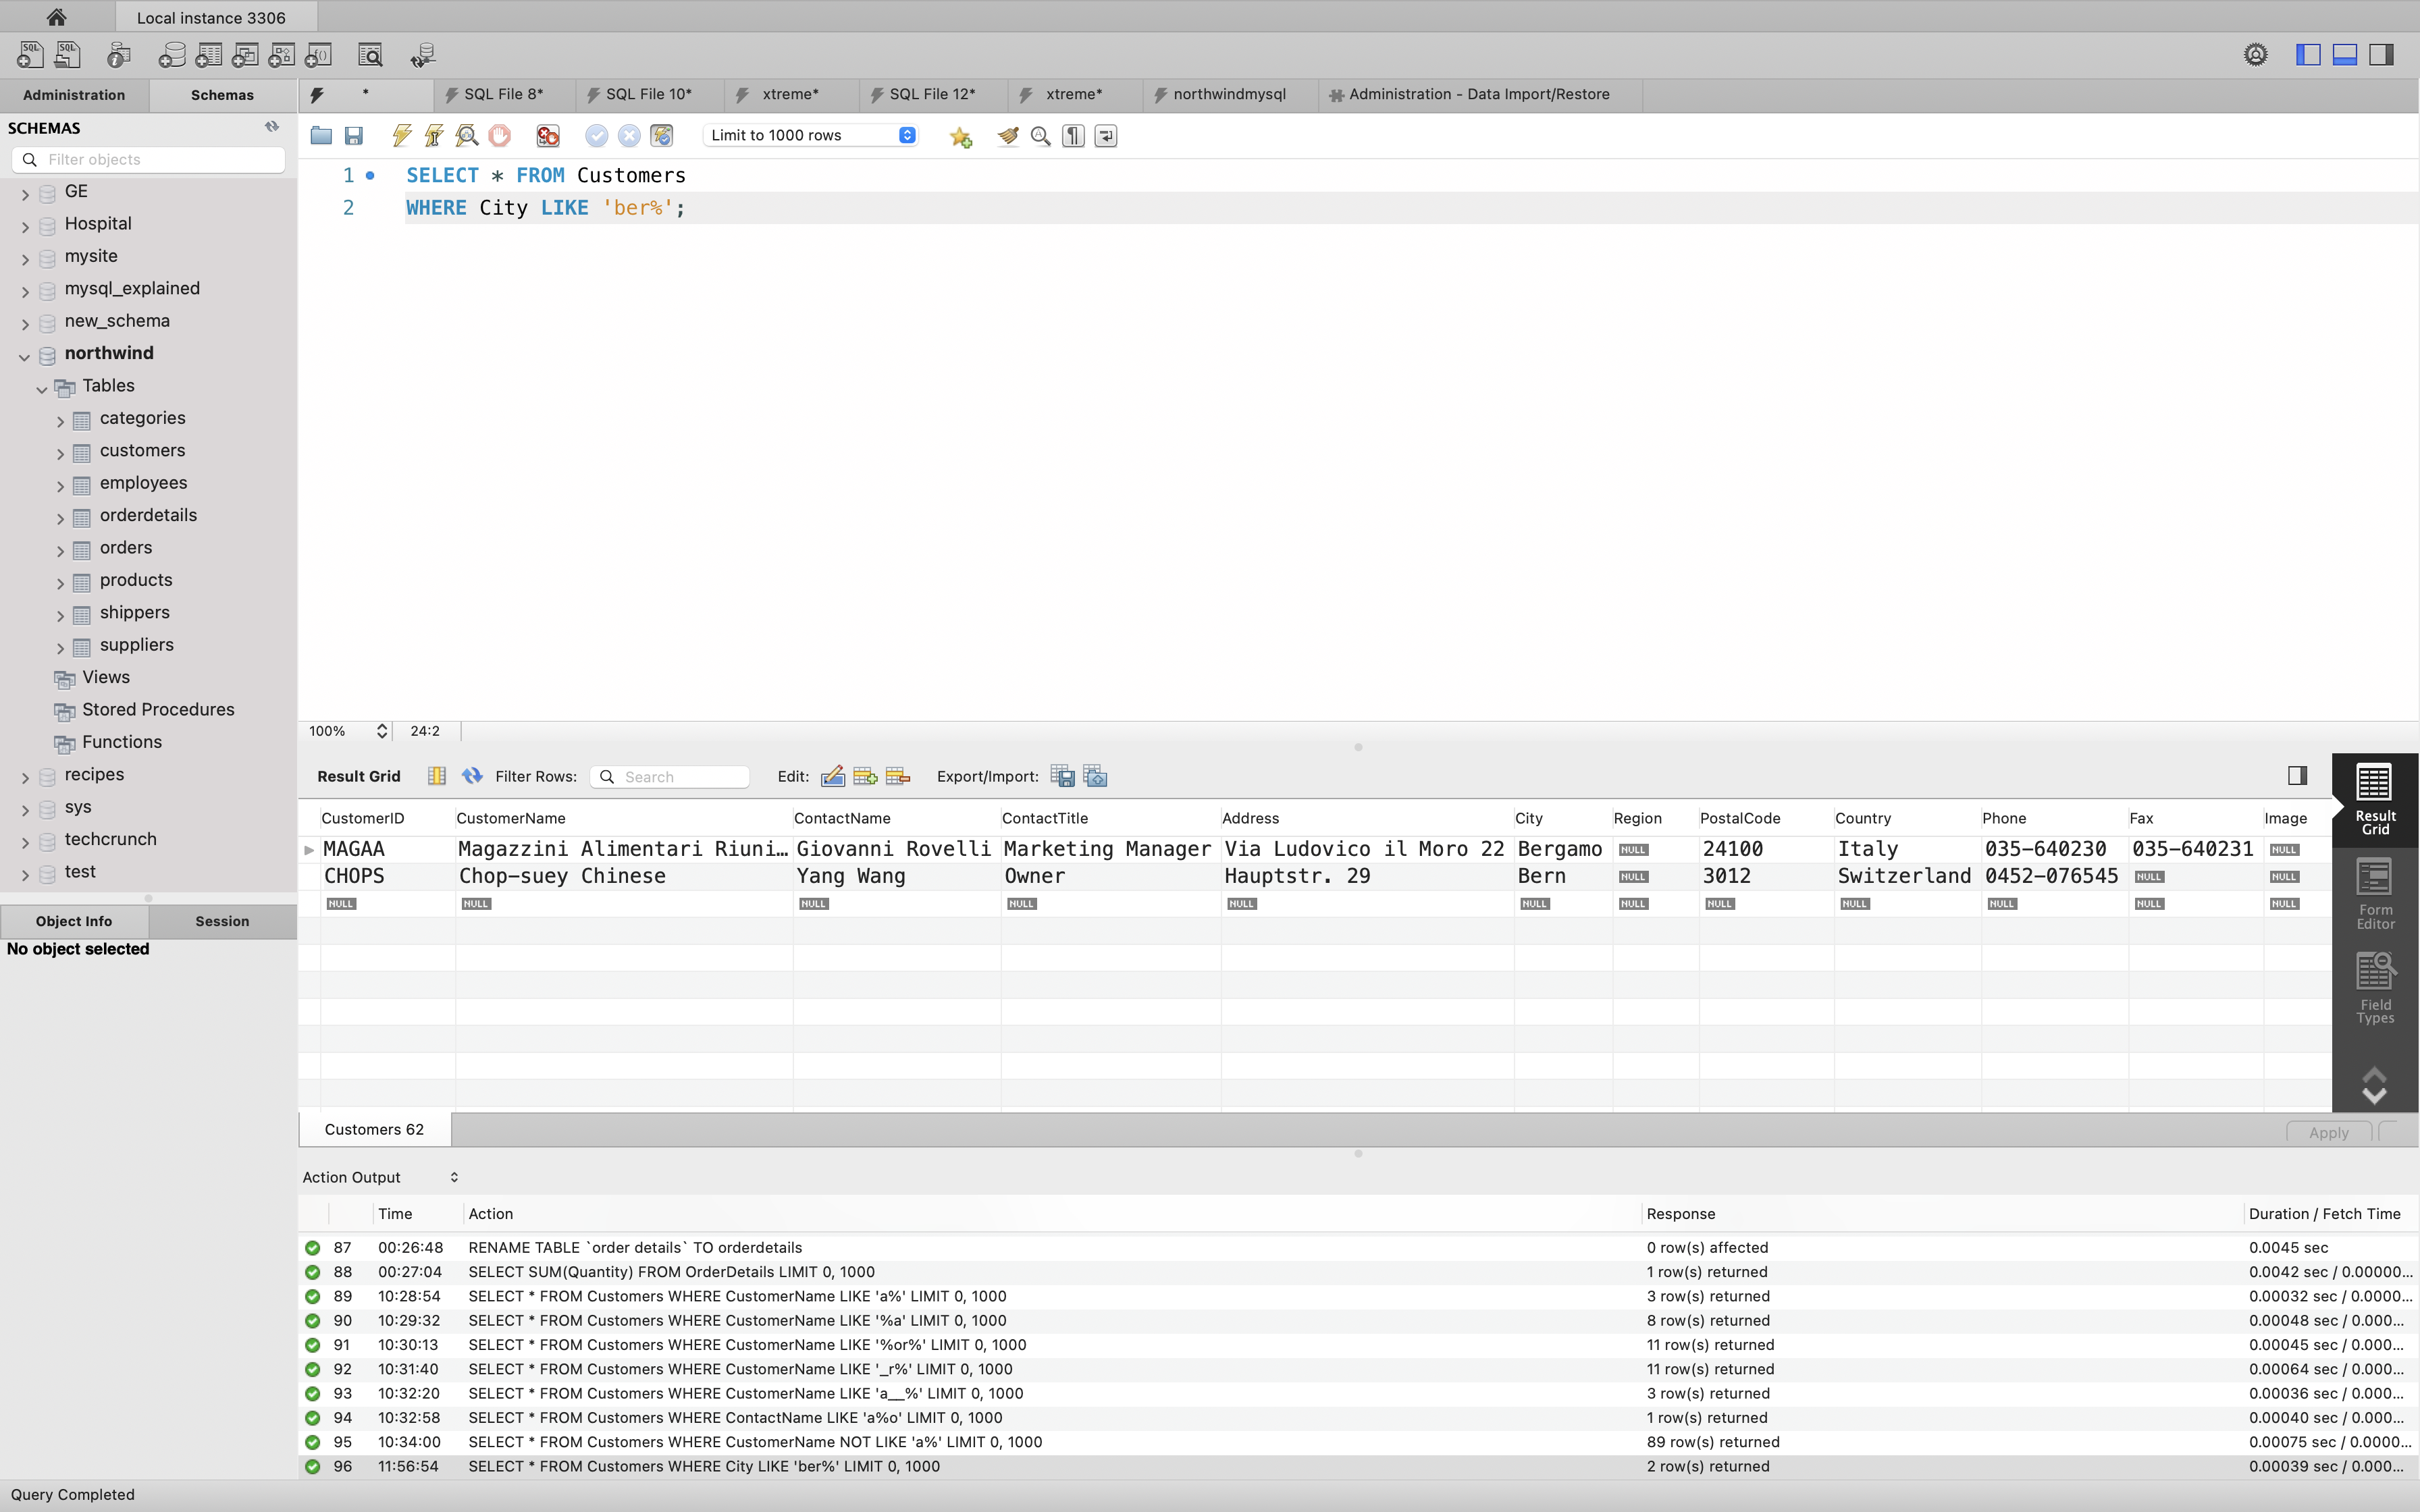 Local instance 3306
Administration Schemas * SQL File 8* SQL File 10* xtreme* SQL File 12* xtreme* northwindmysql Administration - Data Import/Restore
SCHEMAS
Filter objects
Limit to 1000 rows
1 SELECT * FROM Customers
2 WHERE City LIKE 'ber%';
GE
Hospital
mysite
mysql_explained
new_schema
northwind
Tables
categories
customers
employees
orderdetails
orders
products
shippers
suppliers
Views
Stored Procedures
Functions
recipes
sys
techcrunch
test
Object Info Session
No object selected
100% 24:2
Result Grid Filter Rows: Search Edit: Export/Import:
CustomerID CustomerName ContactName ContactTitle Address City Region PostalCode Country Phone Fax Image
MAGAA Magazzini Alimentari Riuni... Giovanni Rovelli Marketing Manager Via Ludovico il Moro 22 Bergamo NULL 24100 Italy 035-640230 035-640231 NULL
CHOPS Chop-suey Chinese Yang Wang Owner Hauptstr. 29 Bern NULL 3012 Switzerland 0452-076545 NULL NULL
NULL NULL NULL NULL NULL NULL NULL NULL NULL NULL NULL NULL
Result
Grid
Form
Editor
Field
Types
Customers 62
Apply
Action Output
Time Action Response Duration / Fetch Time
87 00:26:48 RENAME TABLE `order details` TO orderdetails 0 row(s) affected 0.0045 sec
88 00:27:04 SELECT SUM(Quantity) FROM OrderDetails LIMIT 0, 1000 1 row(s) returned 0.0042 sec / 0.00000...
89 10:28:54 SELECT * FROM Customers WHERE CustomerName LIKE 'a%' LIMIT 0, 1000 3 row(s) returned 0.00032 sec / 0.0000...
90 10:29:32 SELECT * FROM Customers WHERE CustomerName LIKE '%a' LIMIT 0, 1000 8 row(s) returned 0.00048 sec / 0.000...
91 10:30:13 SELECT * FROM Customers WHERE CustomerName LIKE '%or%' LIMIT 0, 1000 11 row(s) returned 0.00045 sec / 0.000...
92 10:31:40 SELECT * FROM Customers WHERE CustomerName LIKE '_r%' LIMIT 0, 1000 11 row(s) returned 0.00064 sec / 0.000...
93 10:32:20 SELECT * FROM Customers WHERE CustomerName LIKE 'a__%' LIMIT 0, 1000 3 row(s) returned 0.00036 sec / 0.000...
94 10:32:58 SELECT * FROM Customers WHERE ContactName LIKE 'a%o' LIMIT 0, 1000 1 row(s) returned 0.00040 sec / 0.000...
95 10:34:00 SELECT * FROM Customers WHERE CustomerName NOT LIKE 'a%' LIMIT 0, 1000 89 row(s) returned 0.00075 sec / 0.0000...
96 11:56:54 SELECT * FROM Customers WHERE City LIKE 'ber%' LIMIT 0, 1000 2 row(s) returned 0.00039 sec / 0.000...
Query Completed